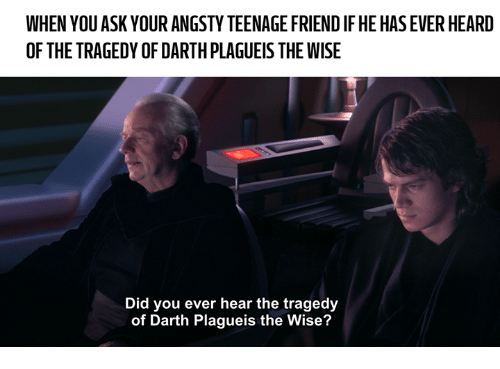 WHEN YOU ASK YOUR ANGSTY TEENAGE FRIEND IF HE HAS EVER HEARD
OF THE TRAGEDY OF DARTH PLAGUEIS THE WISE
Did you ever hear the tragedy
of Darth Plagueis the Wise?